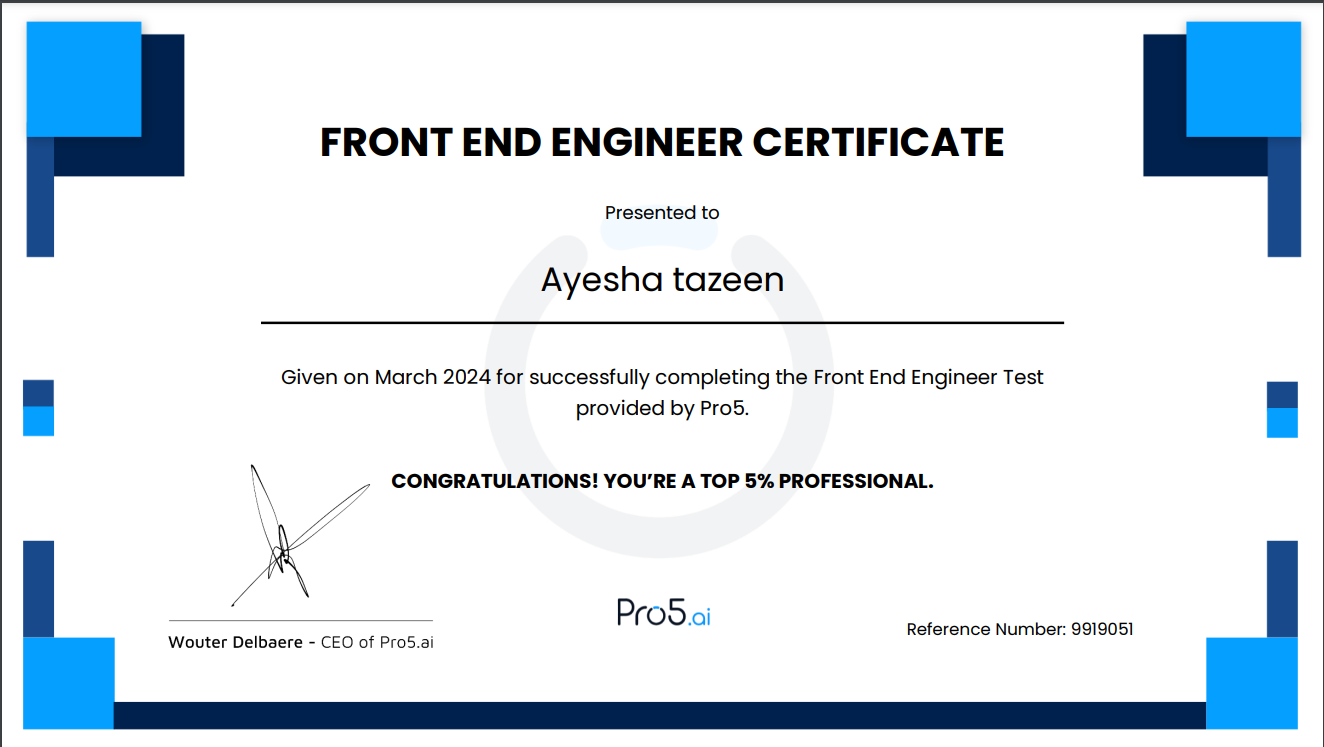 FRONT END ENGINEER CERTIFICATE
Presented to
Ayesha tazeen
Given on March 2024 for successfully completing the Front End Engineer Test
provided by Pro5.
CONGRATULATIONS! YOU’RE A TOP 5% PROFESSIONAL.
Wouter Delbaere - CEO of Pro5.ai
Pro5.ai
Reference Number: 9919051